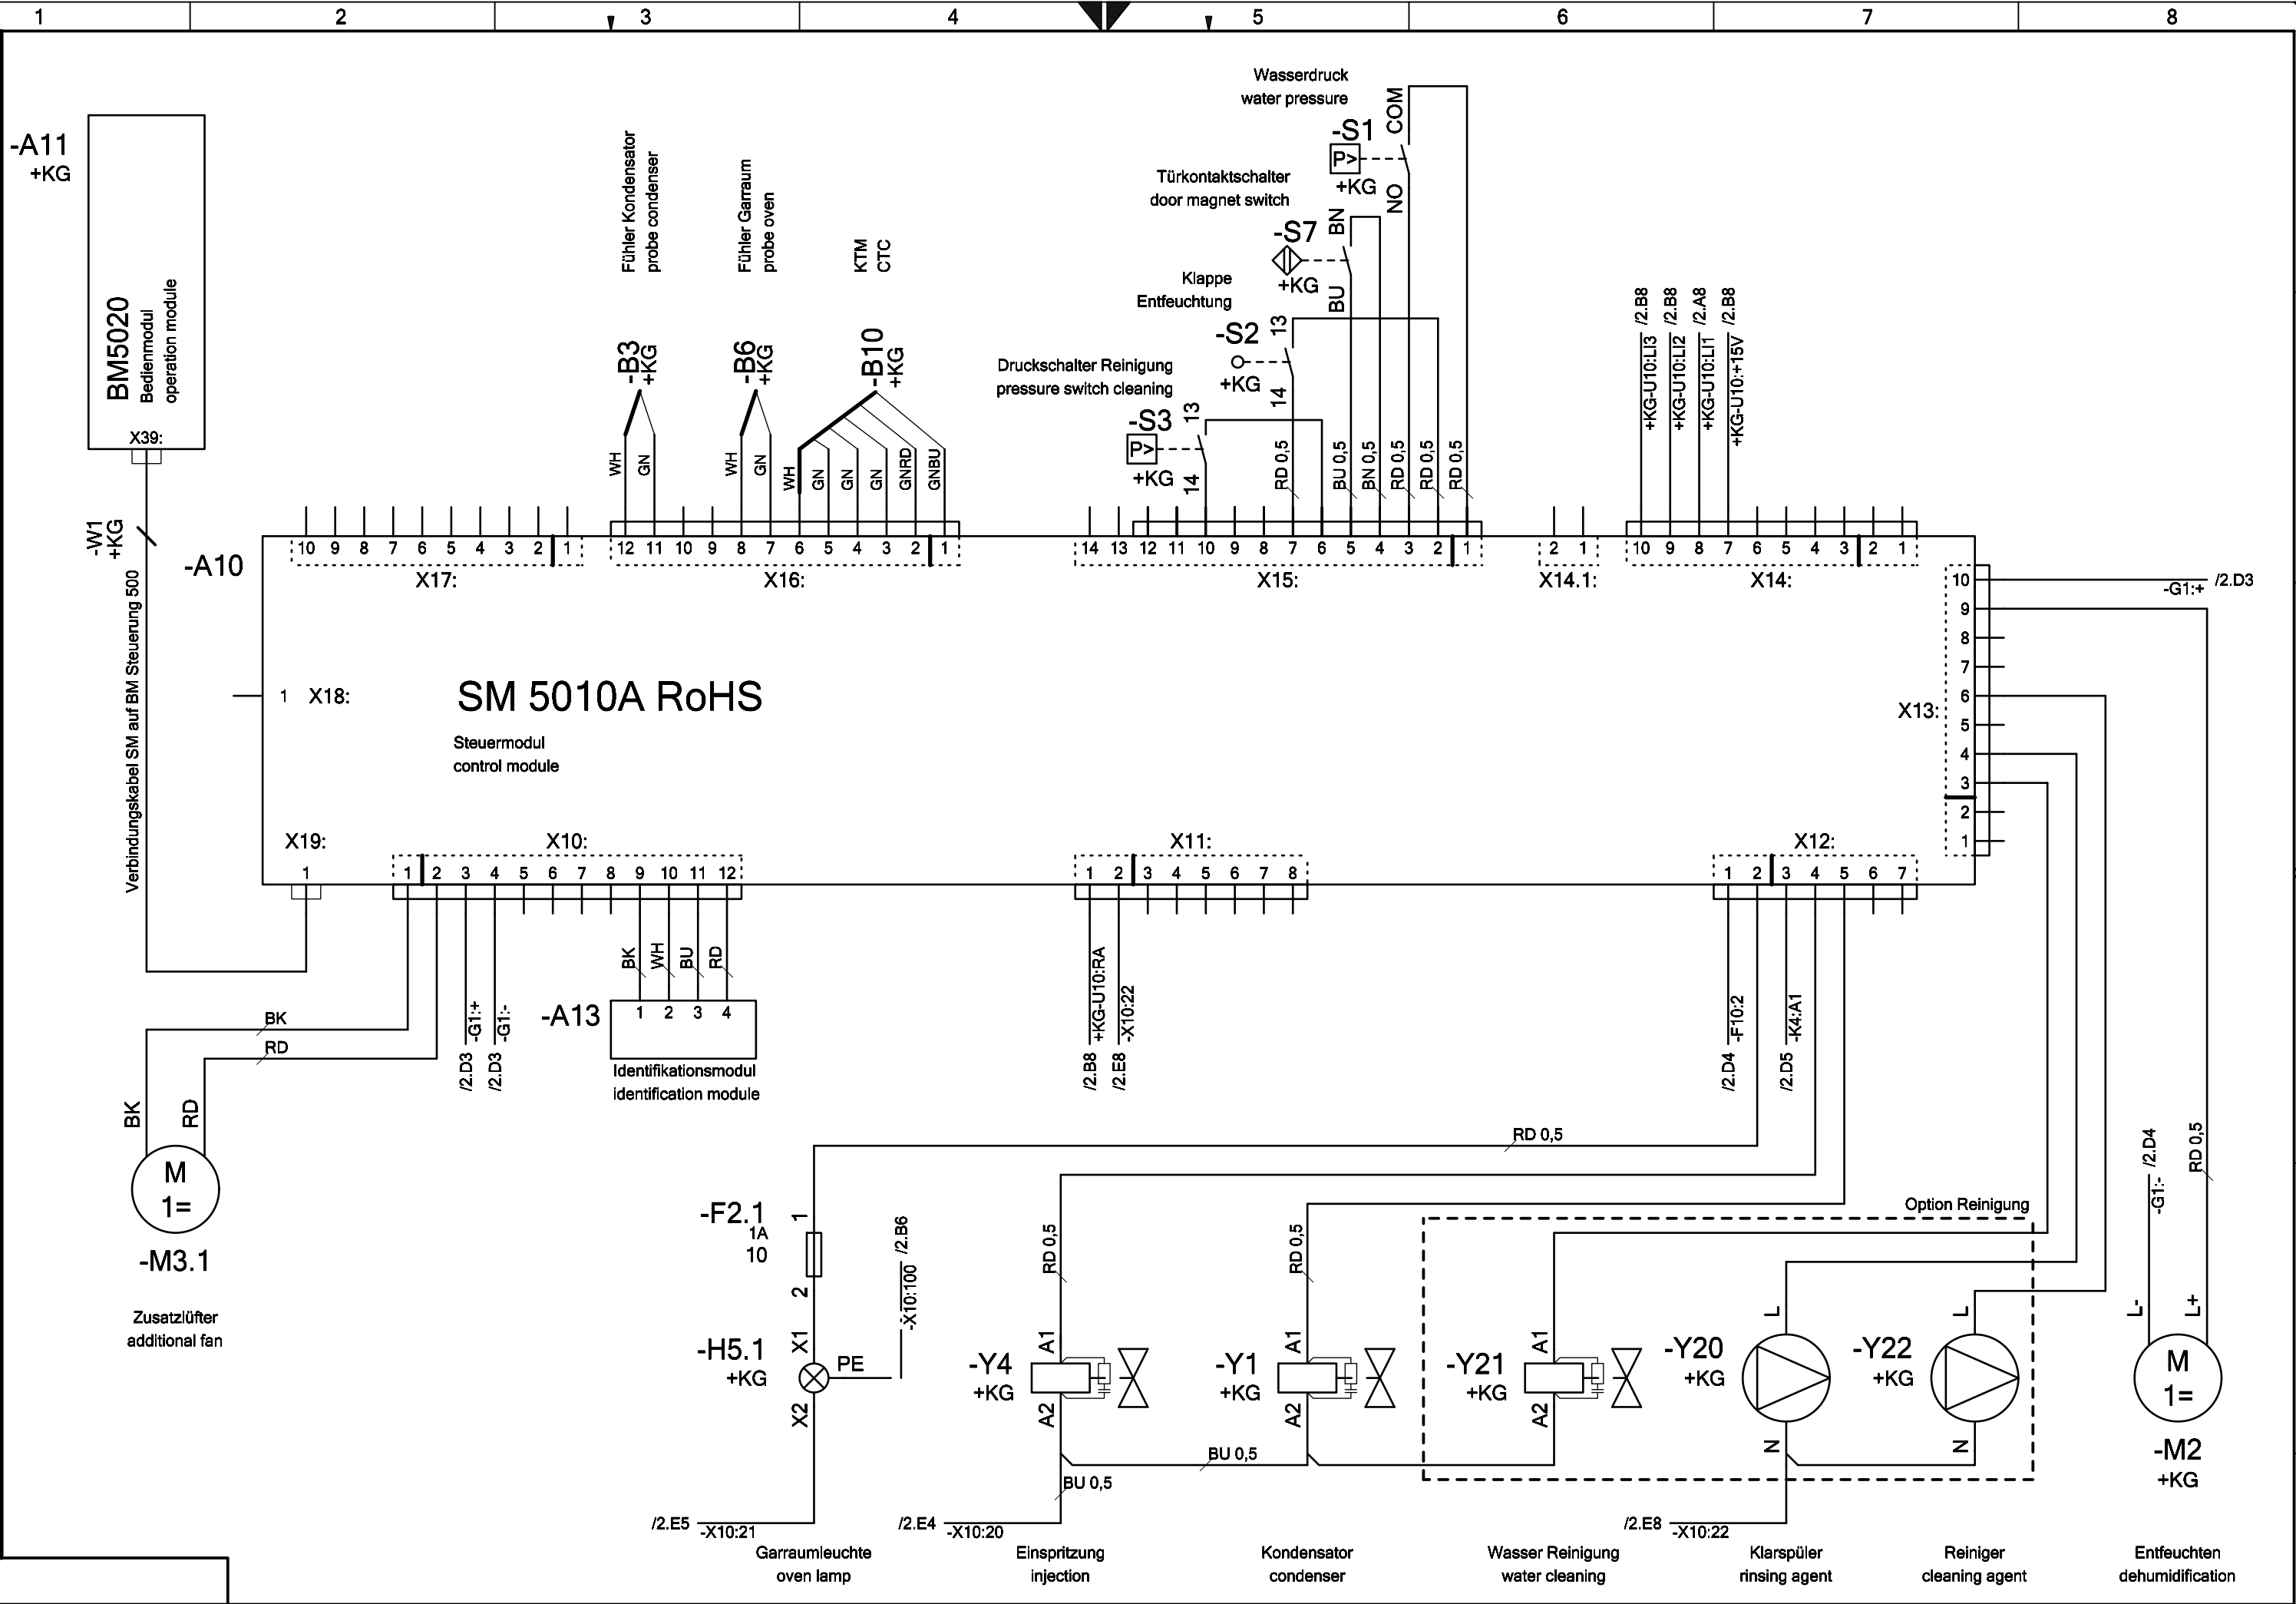 1 2 3 4 5 6 7 8
-A11
+KG
BM5020
Bedienmodul
operation module
X39:
-W1
+KG
Verbindungskabel SM auf BM Steuerung 500
Fühler Kondensator
probe condenser
-B3
+KG
WH
GN
Fühler Garraum
probe oven
-B6
+KG
WH
GN
KTM
CTC
-B10
+KG
WH
GN
GN
GN
GNRD
GNBU
Wasserdruck
water pressure
-S1
P>
+KG
COM
NO
Türkontaktschalter
door magnet switch
-S7
+KG
BN
BU
Klappe
Entfeuchtung
-S2
+KG
13
14
Druckschalter Reinigung
pressure switch cleaning
-S3
P>
+KG
13
14
RD 0,5
BU 0,5
BN 0,5
RD 0,5
RD 0,5
RD 0,5
/2.B8
+KG-U10:LI3
/2.B8
+KG-U10:LI2
/2.A8
+KG-U10:LI1
/2.B8
+KG-U10:+15V
-A10
10 9 8 7 6 5 4 3 2 1
X17:
12 11 10 9 8 7 6 5 4 3 2 1
X16:
14 13 12 11 10 9 8 7 6 5 4 3 2 1
X15:
2 1
X14.1:
10 9 8 7 6 5 4 3 2 1
X14:
10
9
8
7
6
5
4
3
2
1
X13:
-G1:+ /2.D3
1 X18:
SM 5010A RoHS
Steuermodul
control module
X19:
1
X10:
1 2 3 4 5 6 7 8 9 10 11 12
X11:
1 2 3 4 5 6 7 8
X12:
1 2 3 4 5 6 7
BK
RD
BK
RD
M
1=
-M3.1
Zusatzlüfter
additional fan
/2.D3
-G1:+
/2.D3
-G1:-
BK
WH
BU
RD
-A13
1 2 3 4
Identifikationsmodul
identification module
/2.B8
+KG-U10:RA
/2.E8
-X10:22
/2.D4
-F10:2
/2.D5
-K4:A1
RD 0,5
-F2.1
1A
10
1
2
-H5.1
+KG
X1
X2
PE
-X10:100
/2.B6
/2.E5
-X10:21
Garraumleuchte
oven lamp
RD 0,5
-Y4
+KG
A1
A2
BU 0,5
BU 0,5
/2.E4
-X10:20
Einspritzung
injection
RD 0,5
-Y1
+KG
A1
A2
Kondensator
condenser
Option Reinigung
-Y21
+KG
A1
A2
Wasser Reinigung
water cleaning
-Y20
+KG
L
N
/2.E8
-X10:22
Klarspüler
rinsing agent
-Y22
+KG
L
N
Reiniger
cleaning agent
-G1:-
/2.D4
RD 0,5
L-
L+
M
1=
-M2
+KG
Entfeuchten
dehumidification